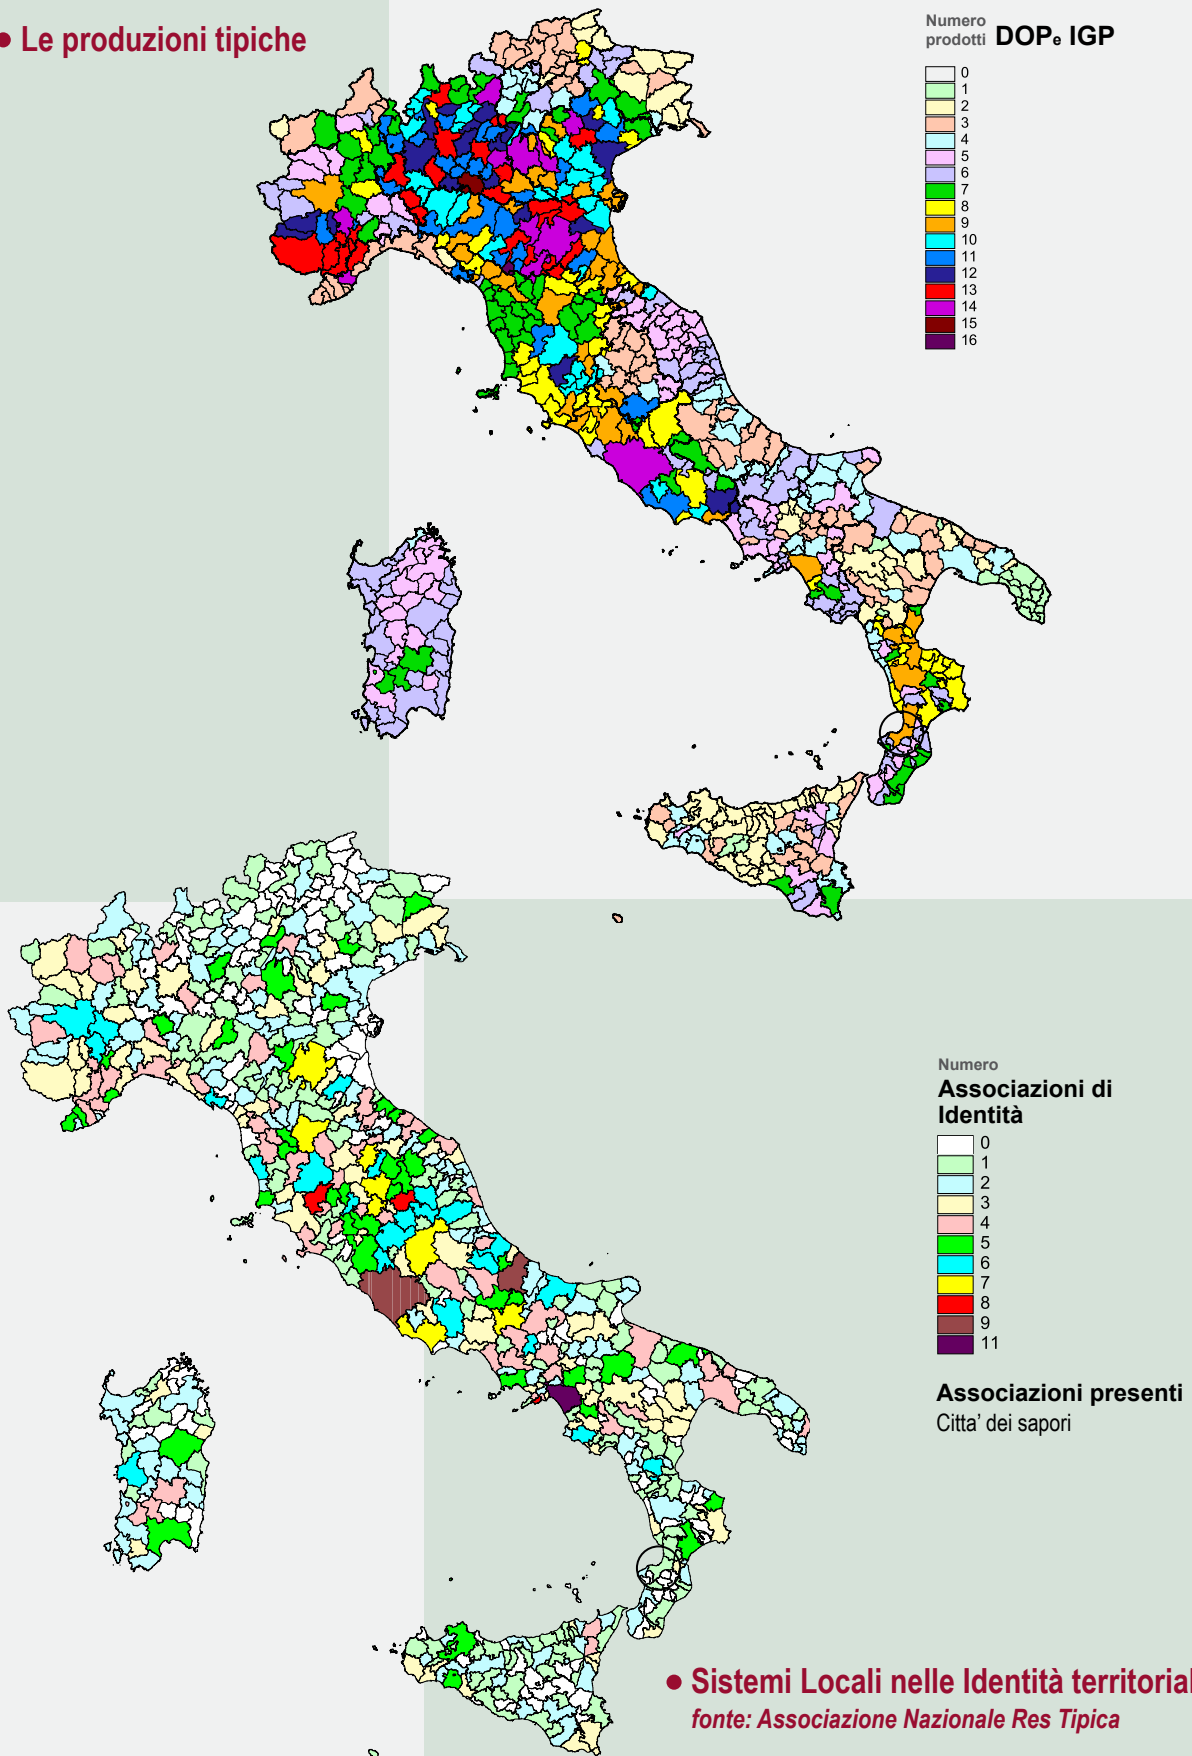 • Le produzioni tipiche
Numero
prodotti DOPe IGP
0
1
2
3
4
5
6
7
8
9
10
11
12
13
14
15
16
Numero
Associazioni di
Identità
0
1
2
3
4
5
6
7
8
9
11
Associazioni presenti
Citta' dei sapori
• Sistemi Locali nelle Identità territorial
fonte: Associazione Nazionale Res Tipica